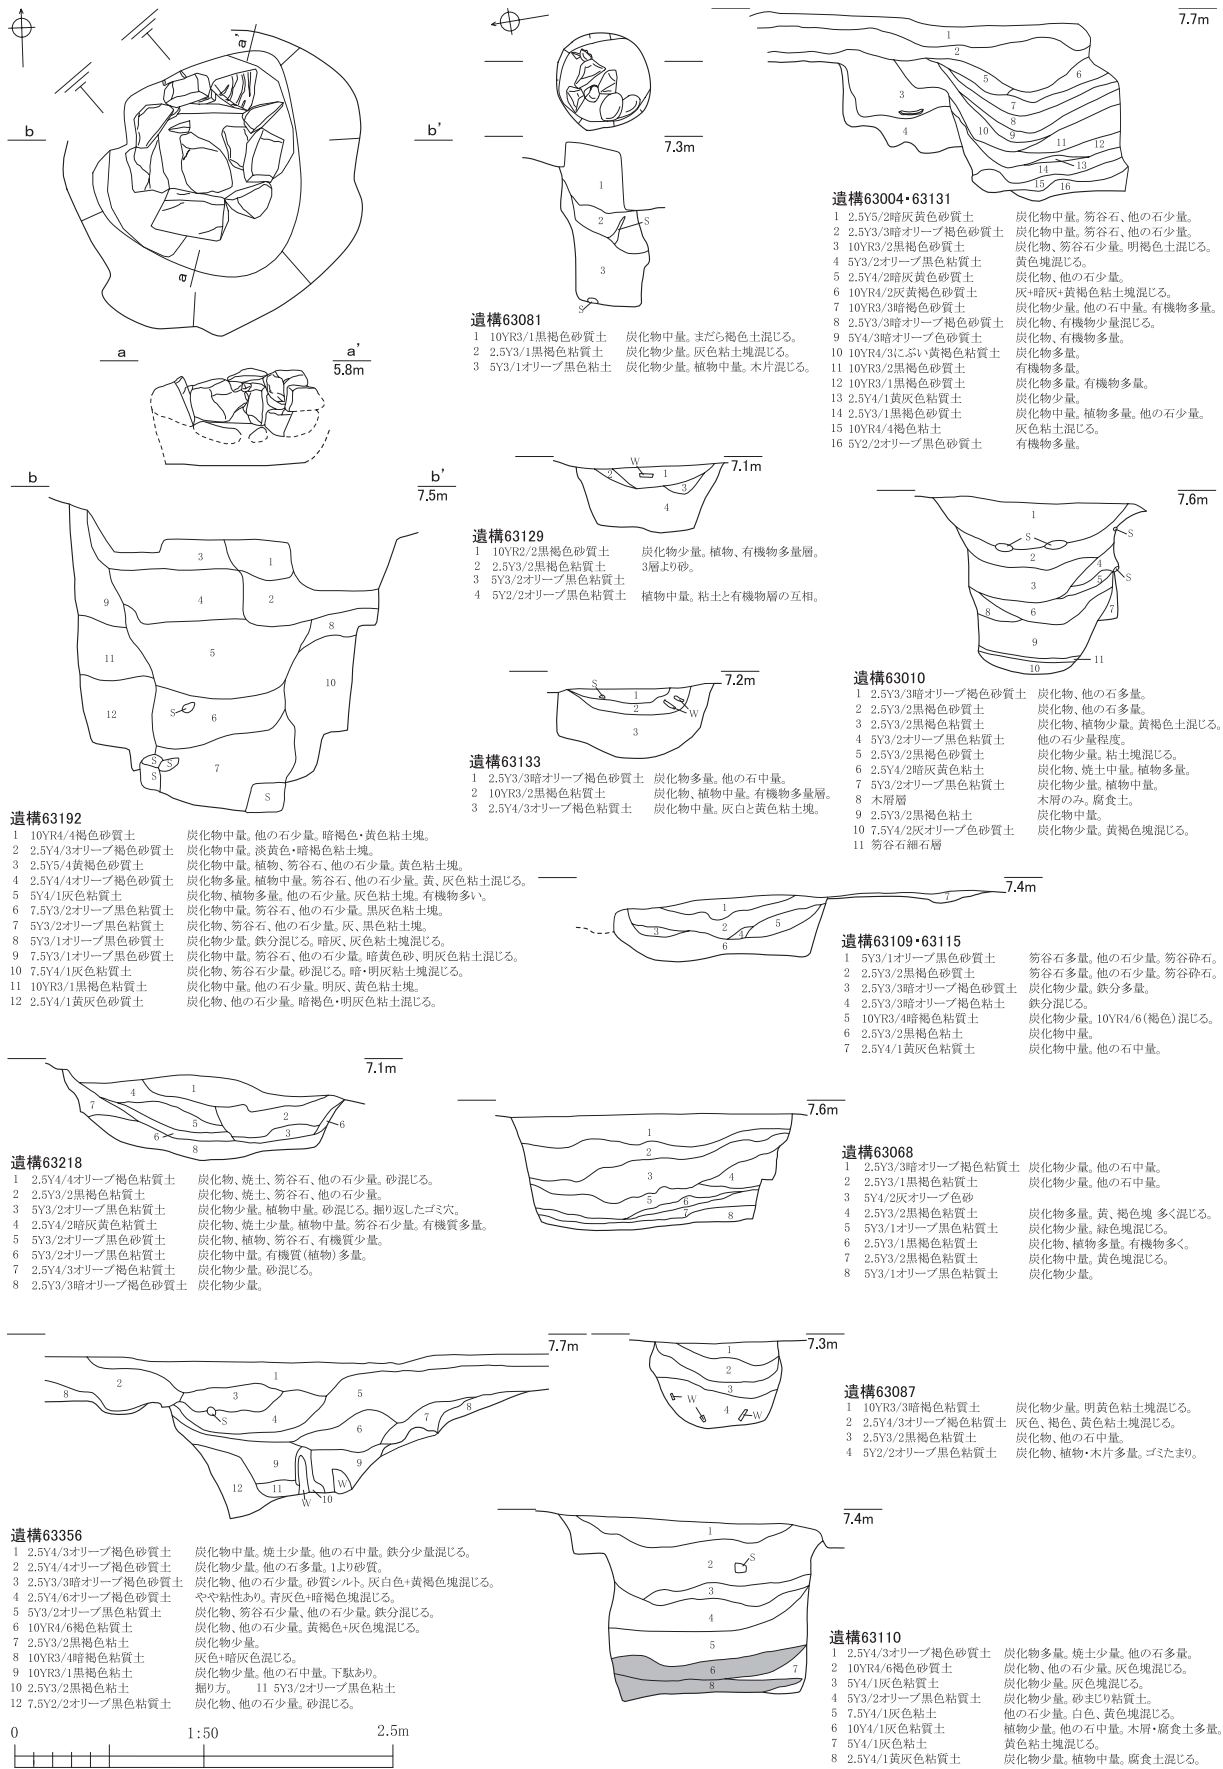 a'
b
b'
a
a
a'
5.8m
b
b'
7.5m
遺構63192
1 10YR4/4褐色砂質土 炭化物中量。他の石少量。暗褐色・黄色粘土塊。
2 2.5Y4/3オリーブ褐色砂質土 炭化物中量。淡黄色・暗褐色粘土塊。
3 2.5Y5/4黄褐色砂質土 炭化物中量。植物、笏谷石、他の石少量。黄色粘土塊。
4 2.5Y4/4オリーブ褐色砂質土 炭化物多量。植物中量。笏谷石、他の石少量。黄、灰色粘土混じる。
5 5Y4/1灰色粘質土 炭化物、植物多量。他の石少量。灰色粘土塊。有機物多い。
6 7.5Y3/2オリーブ黒色粘質土 炭化物中量。笏谷石、他の石少量。黒灰色粘土塊。
7 5Y3/2オリーブ黒色粘質土 炭化物、笏谷石、他の石少量。灰、黒色粘土塊。
8 5Y3/1オリーブ黒色砂質土 炭化物少量。鉄分混じる。暗灰、灰色粘土塊混じる。
9 7.5Y3/1オリーブ黒色砂質土 炭化物中量。笏谷石、他の石少量。暗黄色砂、明灰色粘土混じる。
10 7.5Y4/1灰色粘質土 炭化物、笏谷石少量。砂混じる。暗・明灰粘土塊混じる。
11 10YR3/1黒褐色粘質土 炭化物中量。他の石少量。明灰、黄色粘土塊。
12 2.5Y4/1黄灰色砂質土 炭化物、他の石少量。暗褐色・明灰色粘土混じる。
7.1m
遺構63218
1 2.5Y4/4オリーブ褐色粘質土 炭化物、焼土、笏谷石、他の石少量。砂混じる。
2 2.5Y3/2黒褐色粘質土 炭化物、焼土、笏谷石、他の石少量。
3 5Y3/2オリーブ黒色粘質土 炭化物少量。植物中量。砂混じる。掘り返したゴミ穴。
4 2.5Y4/2暗灰黄色粘質土 炭化物、焼土少量。植物中量。笏谷石少量。有機質多量。
5 5Y3/2オリーブ黒色砂質土 炭化物、植物、笏谷石、有機質少量。
6 5Y3/2オリーブ黒色粘質土 炭化物中量。有機質(植物)多量。
7 2.5Y4/3オリーブ褐色粘質土 炭化物少量。砂混じる。
8 2.5Y3/3暗オリーブ褐色砂質土 炭化物少量。
7.7m
遺構63356
1 2.5Y4/3オリーブ褐色砂質土 炭化物中量。焼土少量。他の石中量。鉄分少量混じる。
2 2.5Y4/4オリーブ褐色砂質土 炭化物少量。他の石多量。1より砂質。
3 2.5Y3/3暗オリーブ褐色砂質土 炭化物、他の石少量。砂質シルト。灰白色+黄褐色塊混じる。
4 2.5Y4/6オリーブ褐色砂質土 やや粘性あり。青灰色+暗褐色塊混じる。
5 5Y3/2オリーブ黒色粘質土 炭化物、笏谷石少量、他の石少量。鉄分混じる。
6 10YR4/6褐色粘質土 炭化物、他の石少量。黄褐色+灰色塊混じる。
7 2.5Y3/2黒褐色粘土 炭化物少量。
8 10YR3/4暗褐色粘質土 灰色+暗灰色混じる。
9 10YR3/1黒褐色粘土 炭化物少量。他の石中量。下駄あり。
10 2.5Y3/2黒褐色粘土 掘り方。 11 5Y3/2オリーブ黒色粘土
12 7.5Y2/2オリーブ黒色粘質土 炭化物、他の石少量。砂混じる。
0 1:50 2.5m
7.3m
遺構63081
1 10YR3/1黒褐色砂質土 炭化物中量。まだら褐色土混じる。
2 2.5Y3/1黒褐色粘質土 炭化物少量。灰色粘土塊混じる。
3 5Y3/1オリーブ黒色粘土 炭化物少量。植物中量。木片混じる。
7.1m
遺構63129
1 10YR2/2黒褐色砂質土 炭化物少量。植物、有機物多量層。
2 2.5Y3/2黒褐色粘質土 3層より砂。
3 5Y3/2オリーブ黒色粘質土
4 5Y2/2オリーブ黒色粘質土 植物中量。粘土と有機物層の互相。
7.2m
遺構63133
1 2.5Y3/3暗オリーブ褐色砂質土 炭化物多量。他の石中量。
2 10YR3/2黒褐色粘質土 炭化物、植物中量。有機物多量層。
3 2.5Y4/3オリーブ褐色粘質土 炭化物中量。灰白と黄色粘土塊。
7.7m
遺構63004・63131
1 2.5Y5/2暗灰黄色砂質土 炭化物中量。笏谷石、他の石少量。
2 2.5Y3/3暗オリーブ褐色砂質土 炭化物中量。笏谷石、他の石少量。
3 10YR3/2黒褐色砂質土 炭化物、笏谷石少量。明褐色土混じる。
4 5Y3/2オリーブ黒色粘質土 黄色塊混じる。
5 2.5Y4/2暗灰黄色砂質土 炭化物、他の石少量。
6 10YR4/2灰黄褐色砂質土 灰+暗灰+黄褐色粘土塊混じる。
7 10YR3/3暗褐色砂質土 炭化物少量。他の石中量。有機物多量。
8 2.5Y3/3暗オリーブ褐色砂質土 炭化物、有機物少量混じる。
9 5Y4/3暗オリーブ色砂質土 炭化物、有機物多量。
10 10YR4/3にぶい黄褐色粘質土 炭化物多量。
11 10YR3/2黒褐色砂質土 有機物多量。
12 10YR3/1黒褐色砂質土 炭化物多量。有機物多量。
13 2.5Y4/1黄灰色粘質土 炭化物少量。
14 2.5Y3/1黒褐色砂質土 炭化物中量。植物多量。他の石少量。
15 10YR4/4褐色粘土 灰色粘土混じる。
16 5Y2/2オリーブ黒色砂質土 有機物多量。
7.6m
遺構63010
1 2.5Y3/3暗オリーブ褐色砂質土 炭化物、他の石多量。
2 2.5Y3/2黒褐色砂質土 炭化物、他の石多量。
3 2.5Y3/2黒褐色粘質土 炭化物、植物少量。黄褐色土混じる。
4 5Y3/2オリーブ黒色粘質土 他の石少量程度。
5 2.5Y3/2黒褐色砂質土 炭化物少量。粘土塊混じる。
6 2.5Y4/2暗灰黄色粘土 炭化物、焼土中量。植物多量。
7 5Y3/2オリーブ黒色粘質土 炭化物少量。植物中量。
8 木屑層 木屑のみ。腐食土。
9 2.5Y3/2黒褐色粘土 炭化物中量。
10 7.5Y4/2灰オリーブ色砂質土 炭化物少量。黄褐色塊混じる。
11 笏谷石細石層
7.4m
遺構63109・63115
1 5Y3/1オリーブ黒色砂質土 笏谷石多量。他の石少量。笏谷砕石。
2 2.5Y3/2黒褐色砂質土 笏谷石多量。他の石少量。笏谷砕石。
3 2.5Y3/3暗オリーブ褐色砂質土 炭化物少量。鉄分多量。
4 2.5Y3/3暗オリーブ褐色粘土 鉄分混じる。
5 10YR3/4暗褐色粘質土 炭化物少量。10YR4/6(褐色)混じる。
6 2.5Y3/2黒褐色粘土 炭化物中量。
7 2.5Y4/1黄灰色粘質土 炭化物中量。他の石中量。
7.6m
遺構63068
1 2.5Y3/3暗オリーブ褐色粘質土 炭化物少量。他の石中量。
2 2.5Y3/1黒褐色粘質土 炭化物少量。他の石中量。
3 5Y4/2灰オリーブ色砂
4 2.5Y3/2黒褐色粘質土 炭化物多量。黄、褐色塊 多く混じる。
5 5Y3/1オリーブ黒色粘質土 炭化物少量。緑色塊混じる。
6 2.5Y3/1黒褐色粘質土 炭化物、植物多量。有機物多く。
7 2.5Y3/2黒褐色粘質土 炭化物中量。黄色塊混じる。
8 5Y3/1オリーブ黒色粘質土 炭化物少量。
7.3m
遺構63087
1 10YR3/3暗褐色粘質土 炭化物少量。明黄色粘土塊混じる。
2 2.5Y4/3オリーブ褐色粘質土 灰色、褐色、黄色粘土塊混じる。
3 2.5Y3/2黒褐色粘質土 炭化物、他の石中量。
4 5Y2/2オリーブ黒色粘質土 炭化物、植物・木片多量。ゴミたまり。
7.4m
遺構63110
1 2.5Y4/3オリーブ褐色砂質土 炭化物多量。焼土少量。他の石多量。
2 10YR4/6褐色砂質土 炭化物、他の石少量。灰色塊混じる。
3 5Y4/1灰色粘質土 炭化物少量。灰色塊混じる。
4 5Y3/2オリーブ黒色粘質土 炭化物少量。砂まじり粘質土。
5 7.5Y4/1灰色粘土 他の石少量。白色、黄色塊混じる。
6 10Y4/1灰色粘質土 植物少量。他の石中量。木屑・腐食土多量。
7 5Y4/1灰色粘土 黄色粘土塊混じる。
8 2.5Y4/1黄灰色粘質土 炭化物少量。植物中量。腐食土混じる。